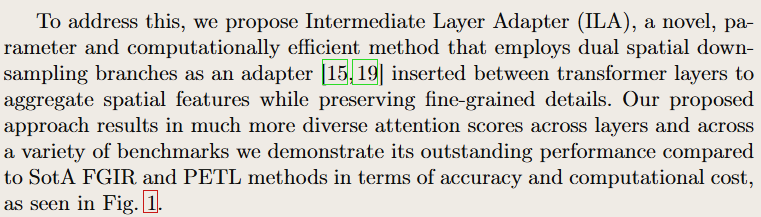 To address this, we propose Intermediate Layer Adapter (ILA), a novel, pa-
rameter and computationally efficient method that employs dual spatial down-
sampling branches as an adapter [15,19] inserted between transformer layers to
aggregate spatial features while preserving fine-grained details. Our proposed
approach results in much more diverse attention scores across layers and across
a variety of benchmarks we demonstrate its outstanding performance compared
to SotA FGIR and PETL methods in terms of accuracy and computational cost,
as seen in Fig. 1.